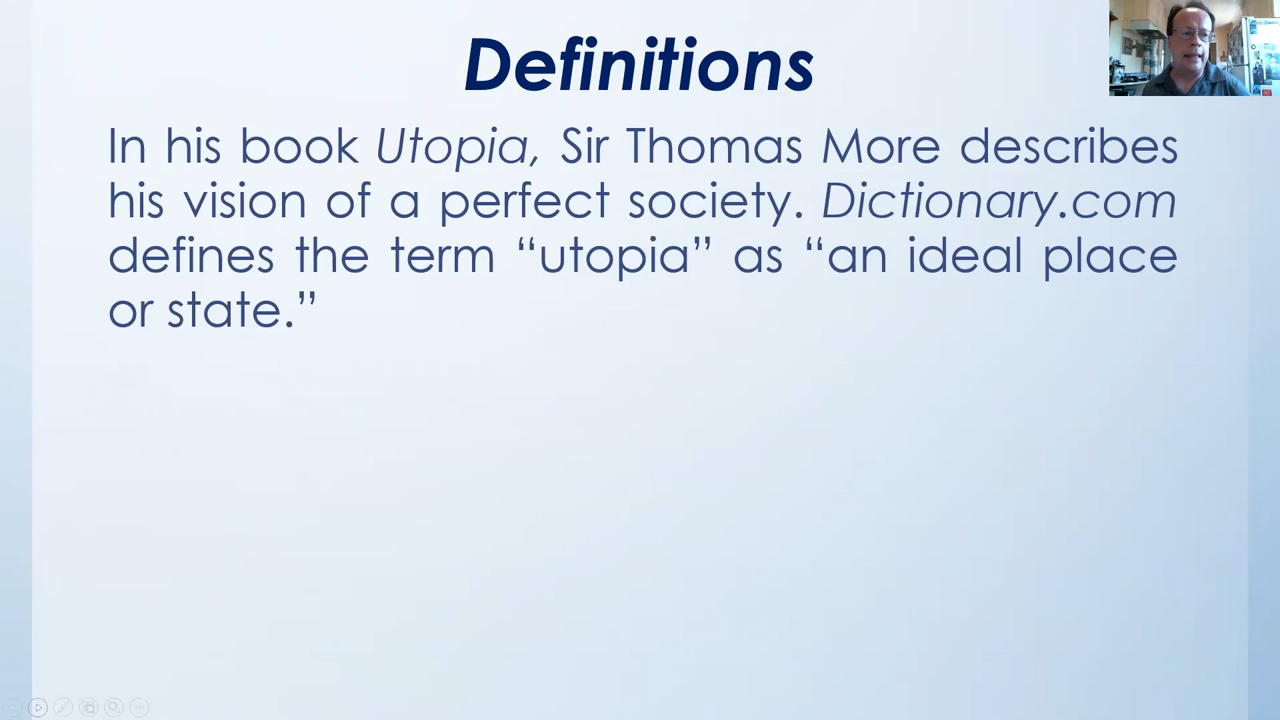 Definitions
In his book Utopia, Sir Thomas More describes
his vision of a perfect society. Dictionary.com
defines the term “utopia” as “an ideal place
or state.”